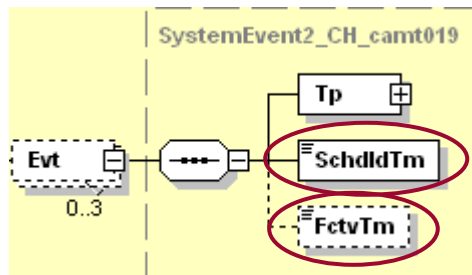 SystemEvent2_CH_camt019
Tp
Evt
SchdldTm
0..3
FctvTm